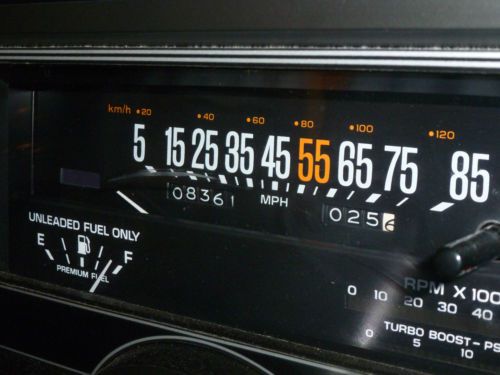 km/h 20 40 60 80 100 120
5 15 25 35 45 55 65 75 85
08361 MPH 025
UNLEADED FUEL ONLY
E F
PREMIUM FUEL
RPM X 100
0 10 20 30 40
TURBO BOOST-PS
0 5 10